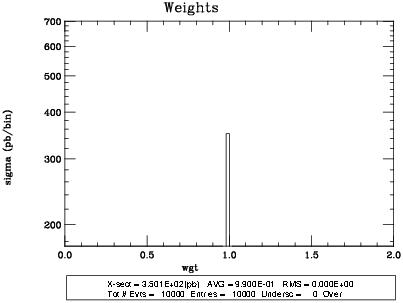 Weights
700
600
500
400
300
200
sigma (pb/bin)
0.0 0.5 1.0 1.5 2.0
wgt
X-sect = 3.501E+02(pb) AVG = 9.900E-01 RMS = 0.000E+00
Tot # Evts = 10000 Entries = 10000 Undersc = 0 Over